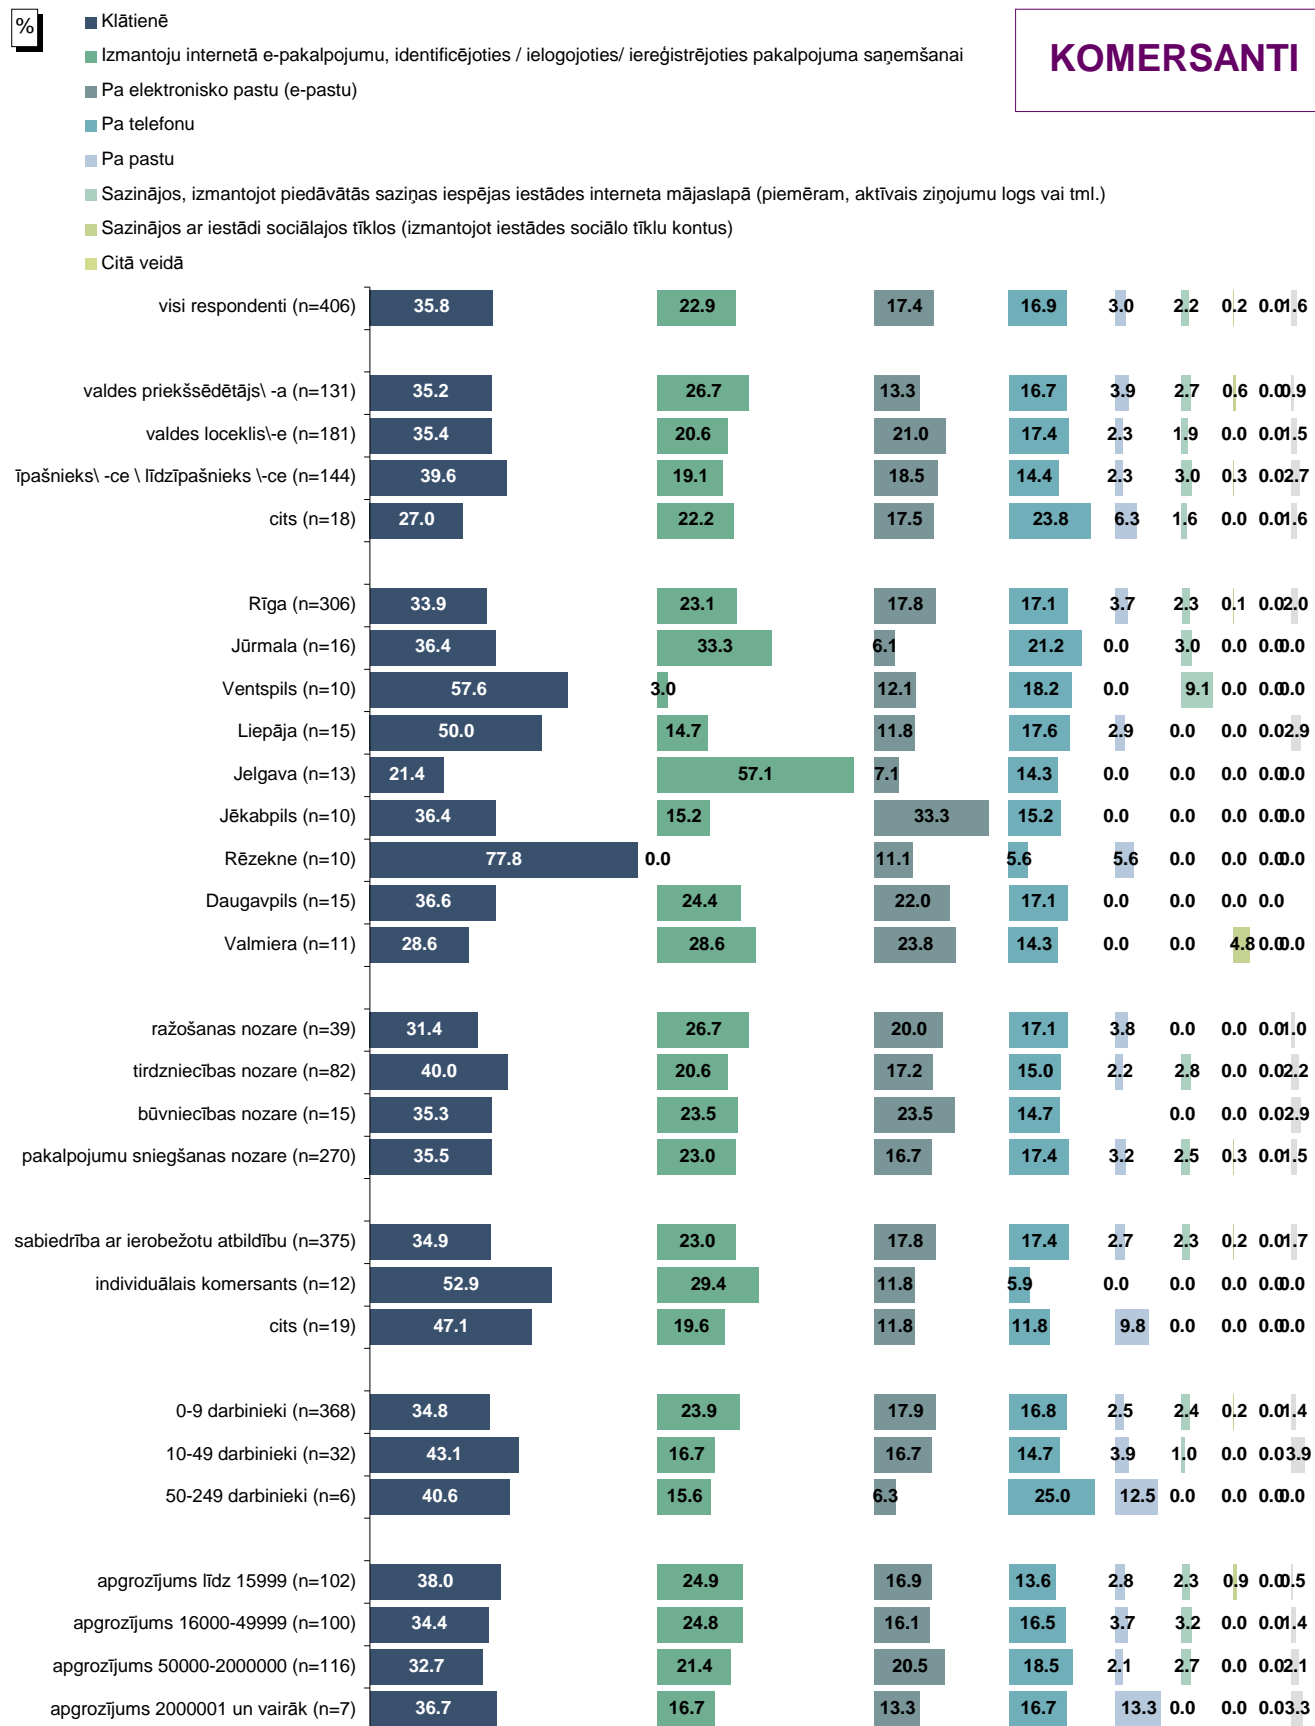 %
Klātienē
Izmantoju internetā e-pakalpojumu, identificējoties / ielogojoties/ iereģistrējoties pakalpojuma saņemšanai
KOMERSANTI
Pa elektronisko pastu (e-pastu)
Pa telefonu
Pa pastu
Sazinājos, izmantojot piedāvātās saziņas iespējas iestādes interneta mājaslapā (piemēram, aktīvais ziņojumu logs vai tml.)
Sazinājos ar iestādi sociālajos tīklos (izmantojot iestādes sociālo tīklu kontus)
Citā veidā
visi respondenti (n=406) 35.8 22.9 17.4 16.9 3.0 2.2 0.2 0.0 1.6
valdes priekšsēdētājs\ -a (n=131) 35.2 26.7 13.3 16.7 3.9 2.7 0.6 0.0 0.9
valdes loceklis\-e (n=181) 35.4 20.6 21.0 17.4 2.3 1.9 0.0 0.0 1.5
īpašnieks\ -ce \ līdzīpašnieks \-ce (n=144) 39.6 19.1 18.5 14.4 2.3 3.0 0.3 0.0 2.7
cits (n=18) 27.0 22.2 17.5 23.8 6.3 1.6 0.0 0.0 1.6
Rīga (n=306) 33.9 23.1 17.8 17.1 3.7 2.3 0.1 0.0 2.0
Jūrmala (n=16) 36.4 33.3 6.1 21.2 0.0 3.0 0.0 0.0 0.0
Ventspils (n=10) 57.6 3.0 12.1 18.2 0.0 9.1 0.0 0.0 0.0
Liepāja (n=15) 50.0 14.7 11.8 17.6 2.9 0.0 0.0 0.0 2.9
Jelgava (n=13) 21.4 57.1 7.1 14.3 0.0 0.0 0.0 0.0 0.0
Jēkabpils (n=10) 36.4 15.2 33.3 15.2 0.0 0.0 0.0 0.0 0.0
Rēzekne (n=10) 77.8 0.0 11.1 5.6 5.6 0.0 0.0 0.0 0.0
Daugavpils (n=15) 36.6 24.4 22.0 17.1 0.0 0.0 0.0 0.0
Valmiera (n=11) 28.6 28.6 23.8 14.3 0.0 0.0 4.8 0.0 0.0
ražošanas nozare (n=39) 31.4 26.7 20.0 17.1 3.8 0.0 0.0 0.0 1.0
tirdzniecības nozare (n=82) 40.0 20.6 17.2 15.0 2.2 2.8 0.0 0.0 2.2
būvniecības nozare (n=15) 35.3 23.5 23.5 14.7 0.0 0.0 0.0 2.9
pakalpojumu sniegšanas nozare (n=270) 35.5 23.0 16.7 17.4 3.2 2.5 0.3 0.0 1.5
sabiedrība ar ierobežotu atbildību (n=375) 34.9 23.0 17.8 17.4 2.7 2.3 0.2 0.0 1.7
individuālais komersants (n=12) 52.9 29.4 11.8 5.9 0.0 0.0 0.0 0.0 0.0
cits (n=19) 47.1 19.6 11.8 11.8 9.8 0.0 0.0 0.0 0.0
0-9 darbinieki (n=368) 34.8 23.9 17.9 16.8 2.5 2.4 0.2 0.0 1.4
10-49 darbinieki (n=32) 43.1 16.7 16.7 14.7 3.9 1.0 0.0 0.0 3.9
50-249 darbinieki (n=6) 40.6 15.6 6.3 25.0 12.5 0.0 0.0 0.0 0.0
apgrozījums līdz 15999 (n=102) 38.0 24.9 16.9 13.6 2.8 2.3 0.9 0.0 0.5
apgrozījums 16000-49999 (n=100) 34.4 24.8 16.1 16.5 3.7 3.2 0.0 0.0 1.4
apgrozījums 50000-2000000 (n=116) 32.7 21.4 20.5 18.5 2.1 2.7 0.0 0.0 2.1
apgrozījums 2000001 un vairāk (n=7) 36.7 16.7 13.3 16.7 13.3 0.0 0.0 0.0 3.3